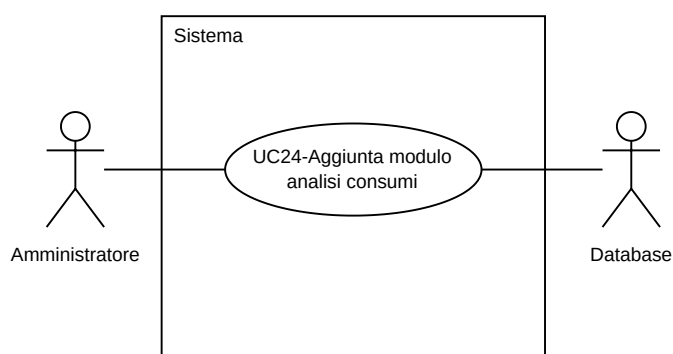 Sistema
UC24-Aggiunta modulo
analisi consumi
Amministratore
Database